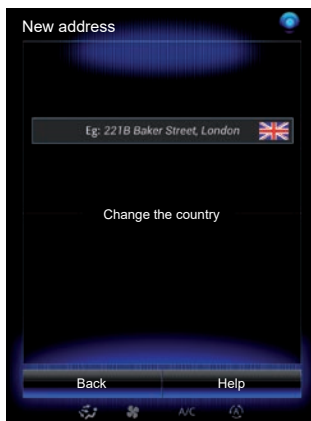 New address
Eg: 221B Baker Street, London
Change the country
Back Help
A/C